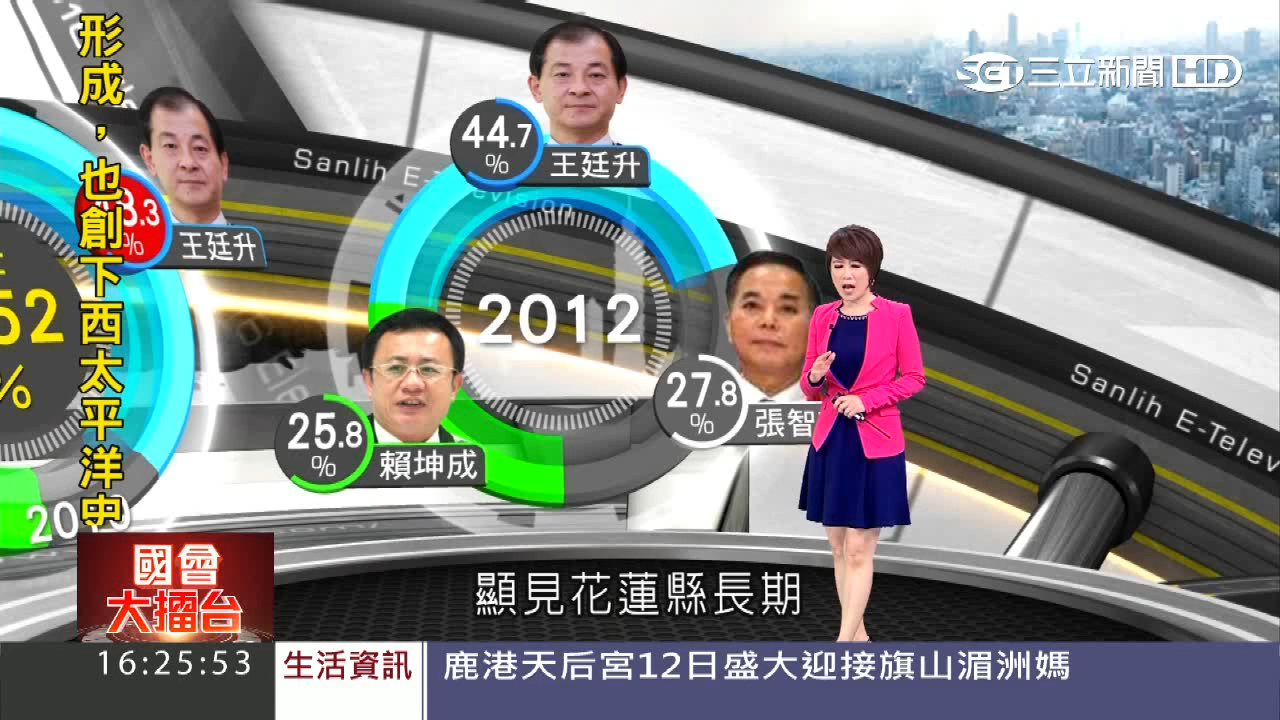 形成，也創下西太平洋中
SET三立新聞HD
44.7
%
王廷升
Sanlih E-Television
8.3
%
王廷升
62
%
2012
27.8
%
張智
25.8
%
賴坤成
Sanlih E-Telev
國會
大擂台
顯見花蓮縣長期
16:25:53
生活資訊
鹿港天后宮12日盛大迎接旗山湄洲媽